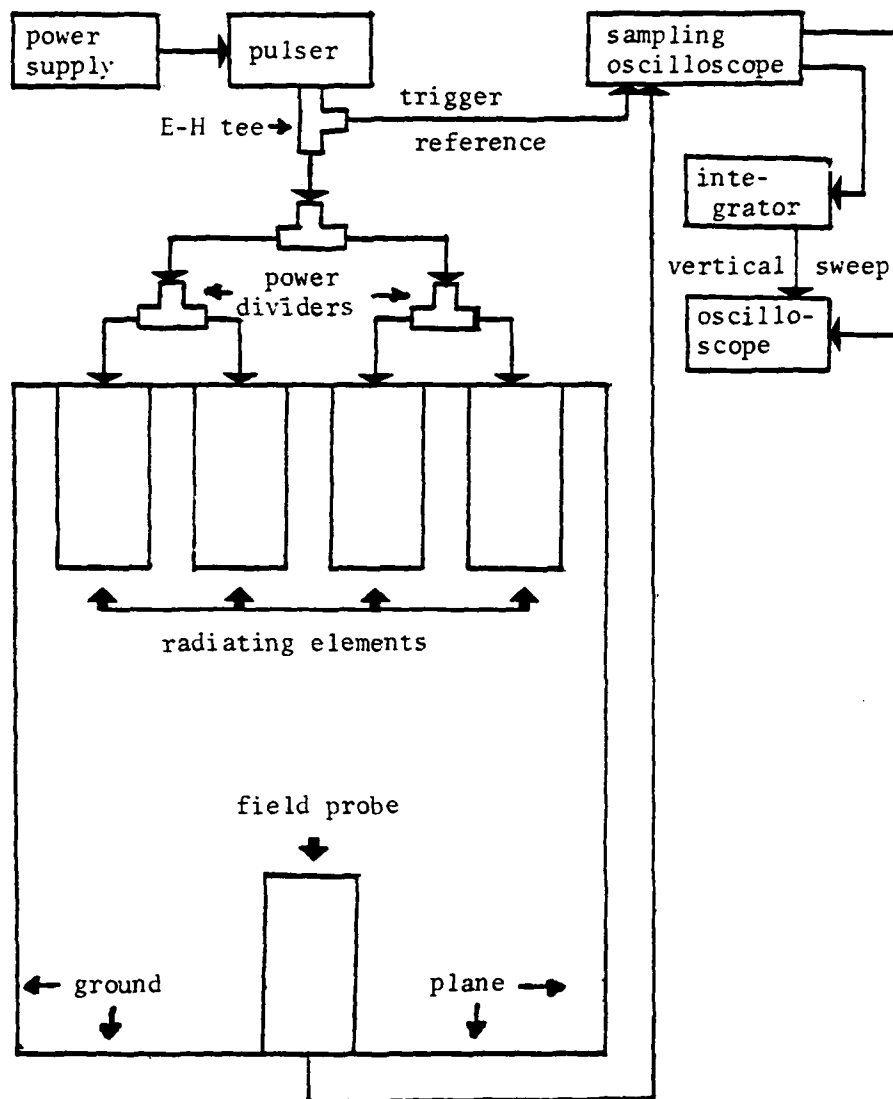 power
supply
pulser
sampling
oscilloscope
E-H tee
trigger
reference
inte-
grator
vertical sweep
power
dividers
oscillo-
scope
radiating elements
field probe
ground plane